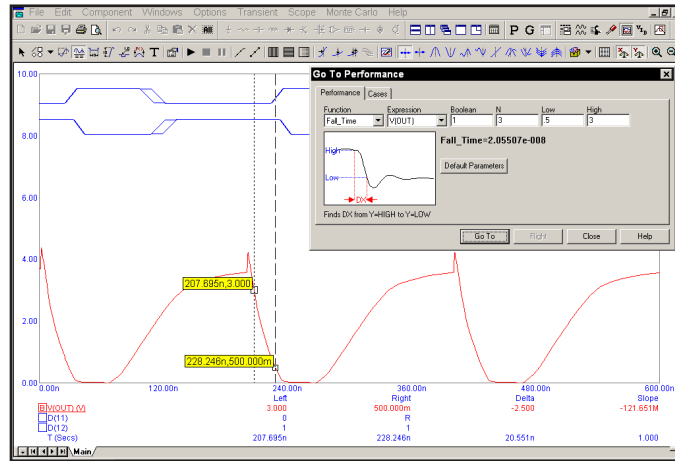 File Edit Component Windows Options Transient Scope Monte Carlo Help
P G
T
10.00
8.00
6.00
4.00
2.00
0.00
Go To Performance
Performance Cases
Function Expression Boolean N Low High
Fall_Time V(OUT) 1 3 .5 3
High
Low
DX
Fall_Time=2.05507e-008
Default Parameters
Finds DX from Y=HIGH to Y=LOW
Go To Right Close Help
207.695n,3.000
228.246n,500.000m
0.00n 120.00n 240.00n 360.00n 480.00n 600.00n
Left Right Delta Slope
V(OUT) (V) 3.000 500.000m -2.500 -121.651M
D(11) 0 R
D(12) 1 1
T (Secs) 207.695n 228.246n 20.551n 1.000
Main